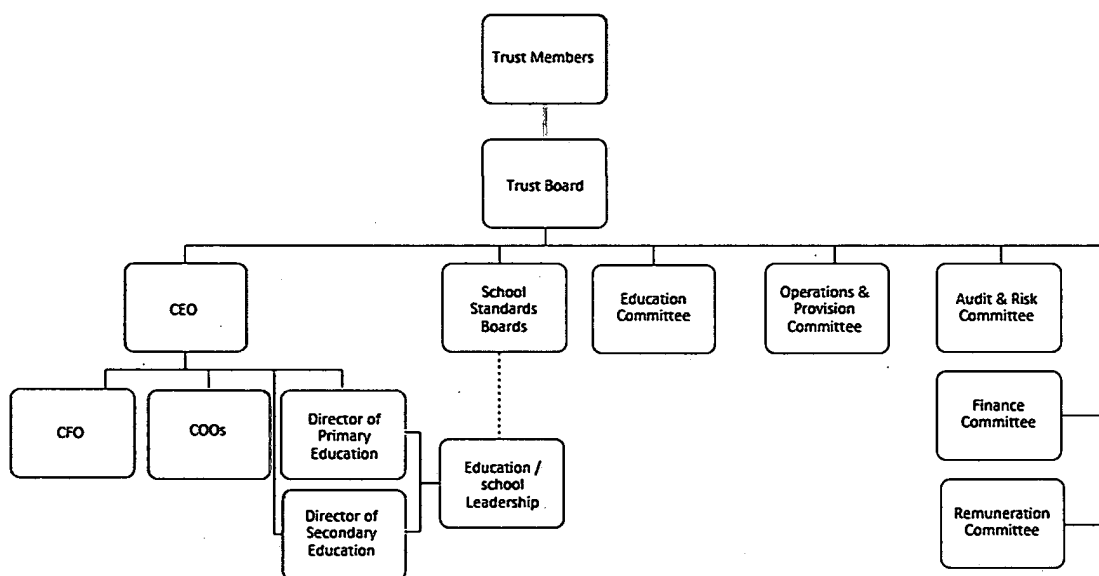 Trust Members
Trust Board
CEO
School
Standards
Boards
Education
Committee
Operations &
Provision
Committee
Audit & Risk
Committee
CFO
COOs
Director of
Primary
Education
Education /
school
Leadership
Finance
Committee
Director of
Secondary
Education
Remuneration
Committee